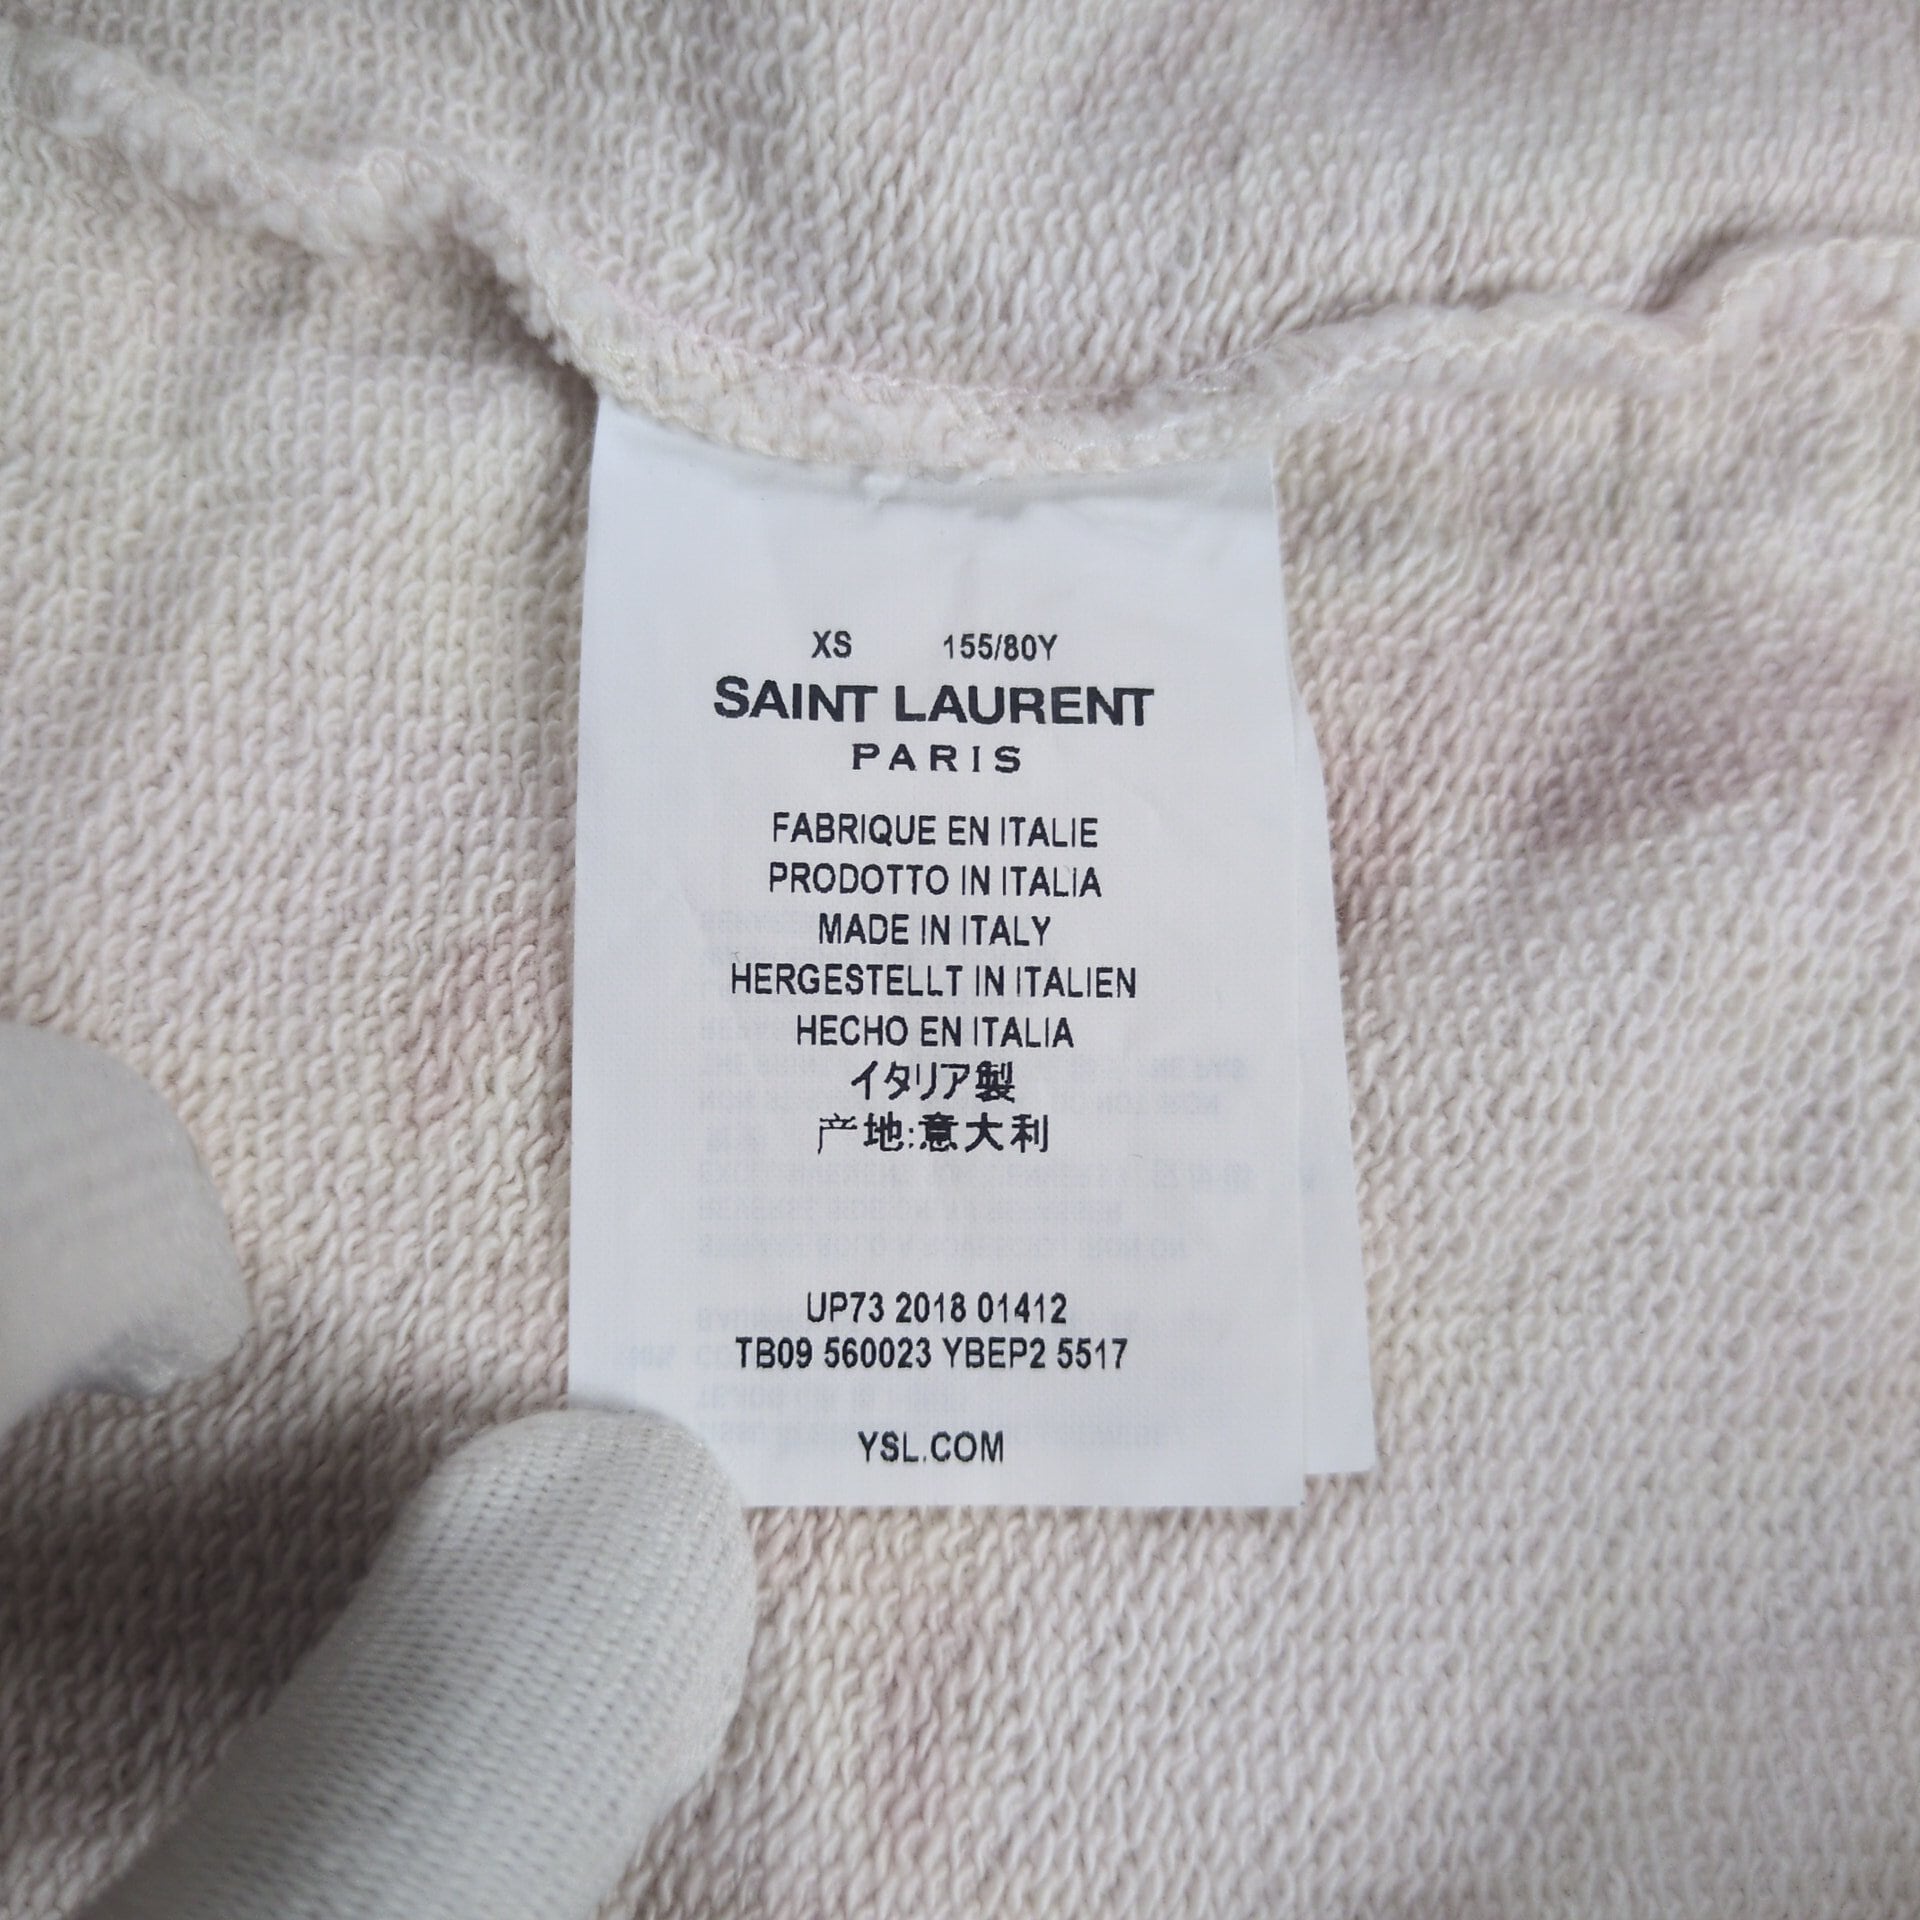 XS 155/80Y
SAINT LAURENT
PARIS
FABRIQUE EN ITALIE
PRODOTTO IN ITALIA
MADE IN ITALY
HERGESTELLT IN ITALIEN
HECHO EN ITALIA
イタリア製
产地:意大利
UP73 2018 01412
TB09 560023 YBEP2 5517
YSL.COM